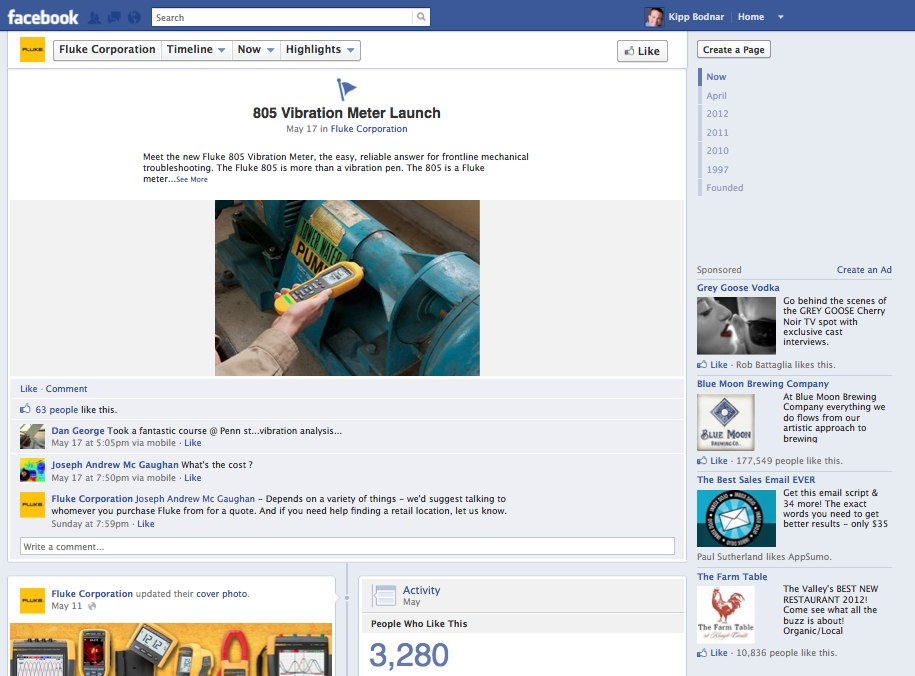 facebook
Search
Kipp Bodnar
Home
FLUKE
Fluke Corporation
Timeline
Now
Highlights
Like
Create a Page
Now
April
2012
2011
2010
1997
Founded
805 Vibration Meter Launch
May 17 in Fluke Corporation
Meet the new Fluke 805 Vibration Meter, the easy, reliable answer for frontline mechanical
troubleshooting. The Fluke 805 is more than a vibration pen. The 805 is a Fluke
meter...See More
TOWER WATER
PUMP
Like · Comment
63 people like this.
Dan George Took a fantastic course @ Penn st...vibration analysis...
May 17 at 5:05pm via mobile · Like
Joseph Andrew Mc Gaughan What's the cost ?
May 17 at 7:50pm via mobile · Like
FLUKE
Fluke Corporation Joseph Andrew Mc Gaughan – Depends on a variety of things – we'd suggest talking to
whomever you purchase Fluke from for a quote. And if you need help finding a retail location, let us know.
Sunday at 7:59pm · Like
Write a comment...
FLUKE
Fluke Corporation updated their cover photo.
May 11
Activity
May
People Who Like This
3,280
Sponsored
Create an Ad
Grey Goose Vodka
Go behind the scenes of
the GREY GOOSE Cherry
Noir TV spot with
exclusive cast
interviews.
Like · Rob Battaglia likes this.
Blue Moon Brewing Company
BLUE MOON
BREWING CO.
At Blue Moon Brewing
Company everything we
do flows from our
artistic approach to
brewing
Like · 177,549 people like this.
The Best Sales Email EVER
Get this email script &
34 more! The exact
words you need to get
better results – only $35
Paul Sutherland likes AppSumo.
The Farm Table
The Farm Table
The Valley's BEST NEW
RESTAURANT 2012!
Come see what all the
buzz is about!
Organic/Local
Like · 10,836 people like this.